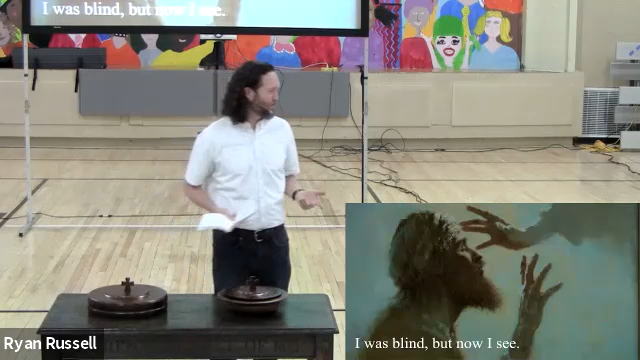 I was blind, but now I see.
I was blind, but now I see.
Ryan Russell